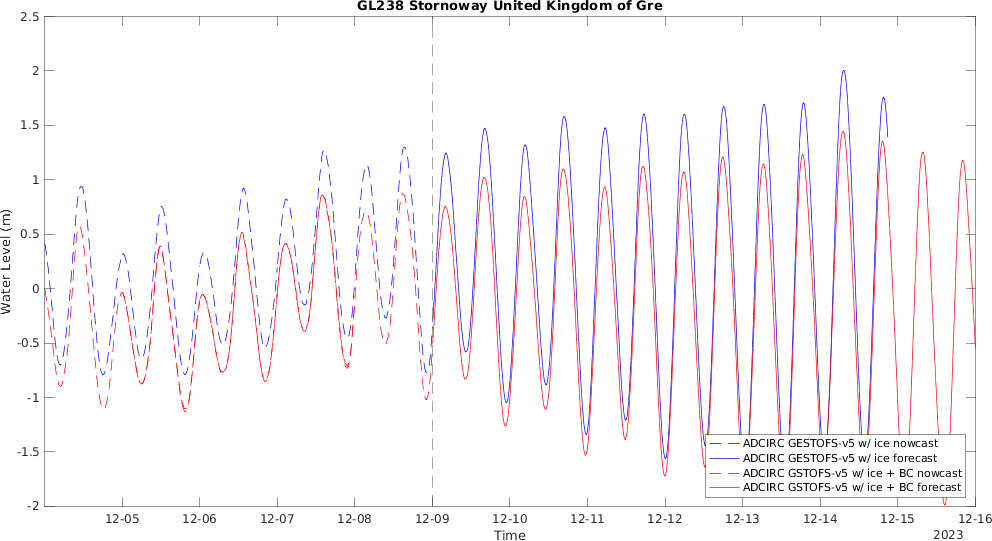 GL238 Stornoway United Kingdom of Gre
2.5
2
1.5
1
0.5
0
-0.5
-1
-1.5
-2
Water Level (m)
ADCIRC GESTOFS-v5 w/ ice nowcast
ADCIRC GESTOFS-v5 w/ ice forecast
ADCIRC GSTOFS-v5 w/ ice + BC nowcast
ADCIRC GSTOFS-v5 w/ ice + BC forecast
12-05 12-06 12-07 12-08 12-09 12-10 12-11 12-12 12-13 12-14 12-15 12-16
Time
2023